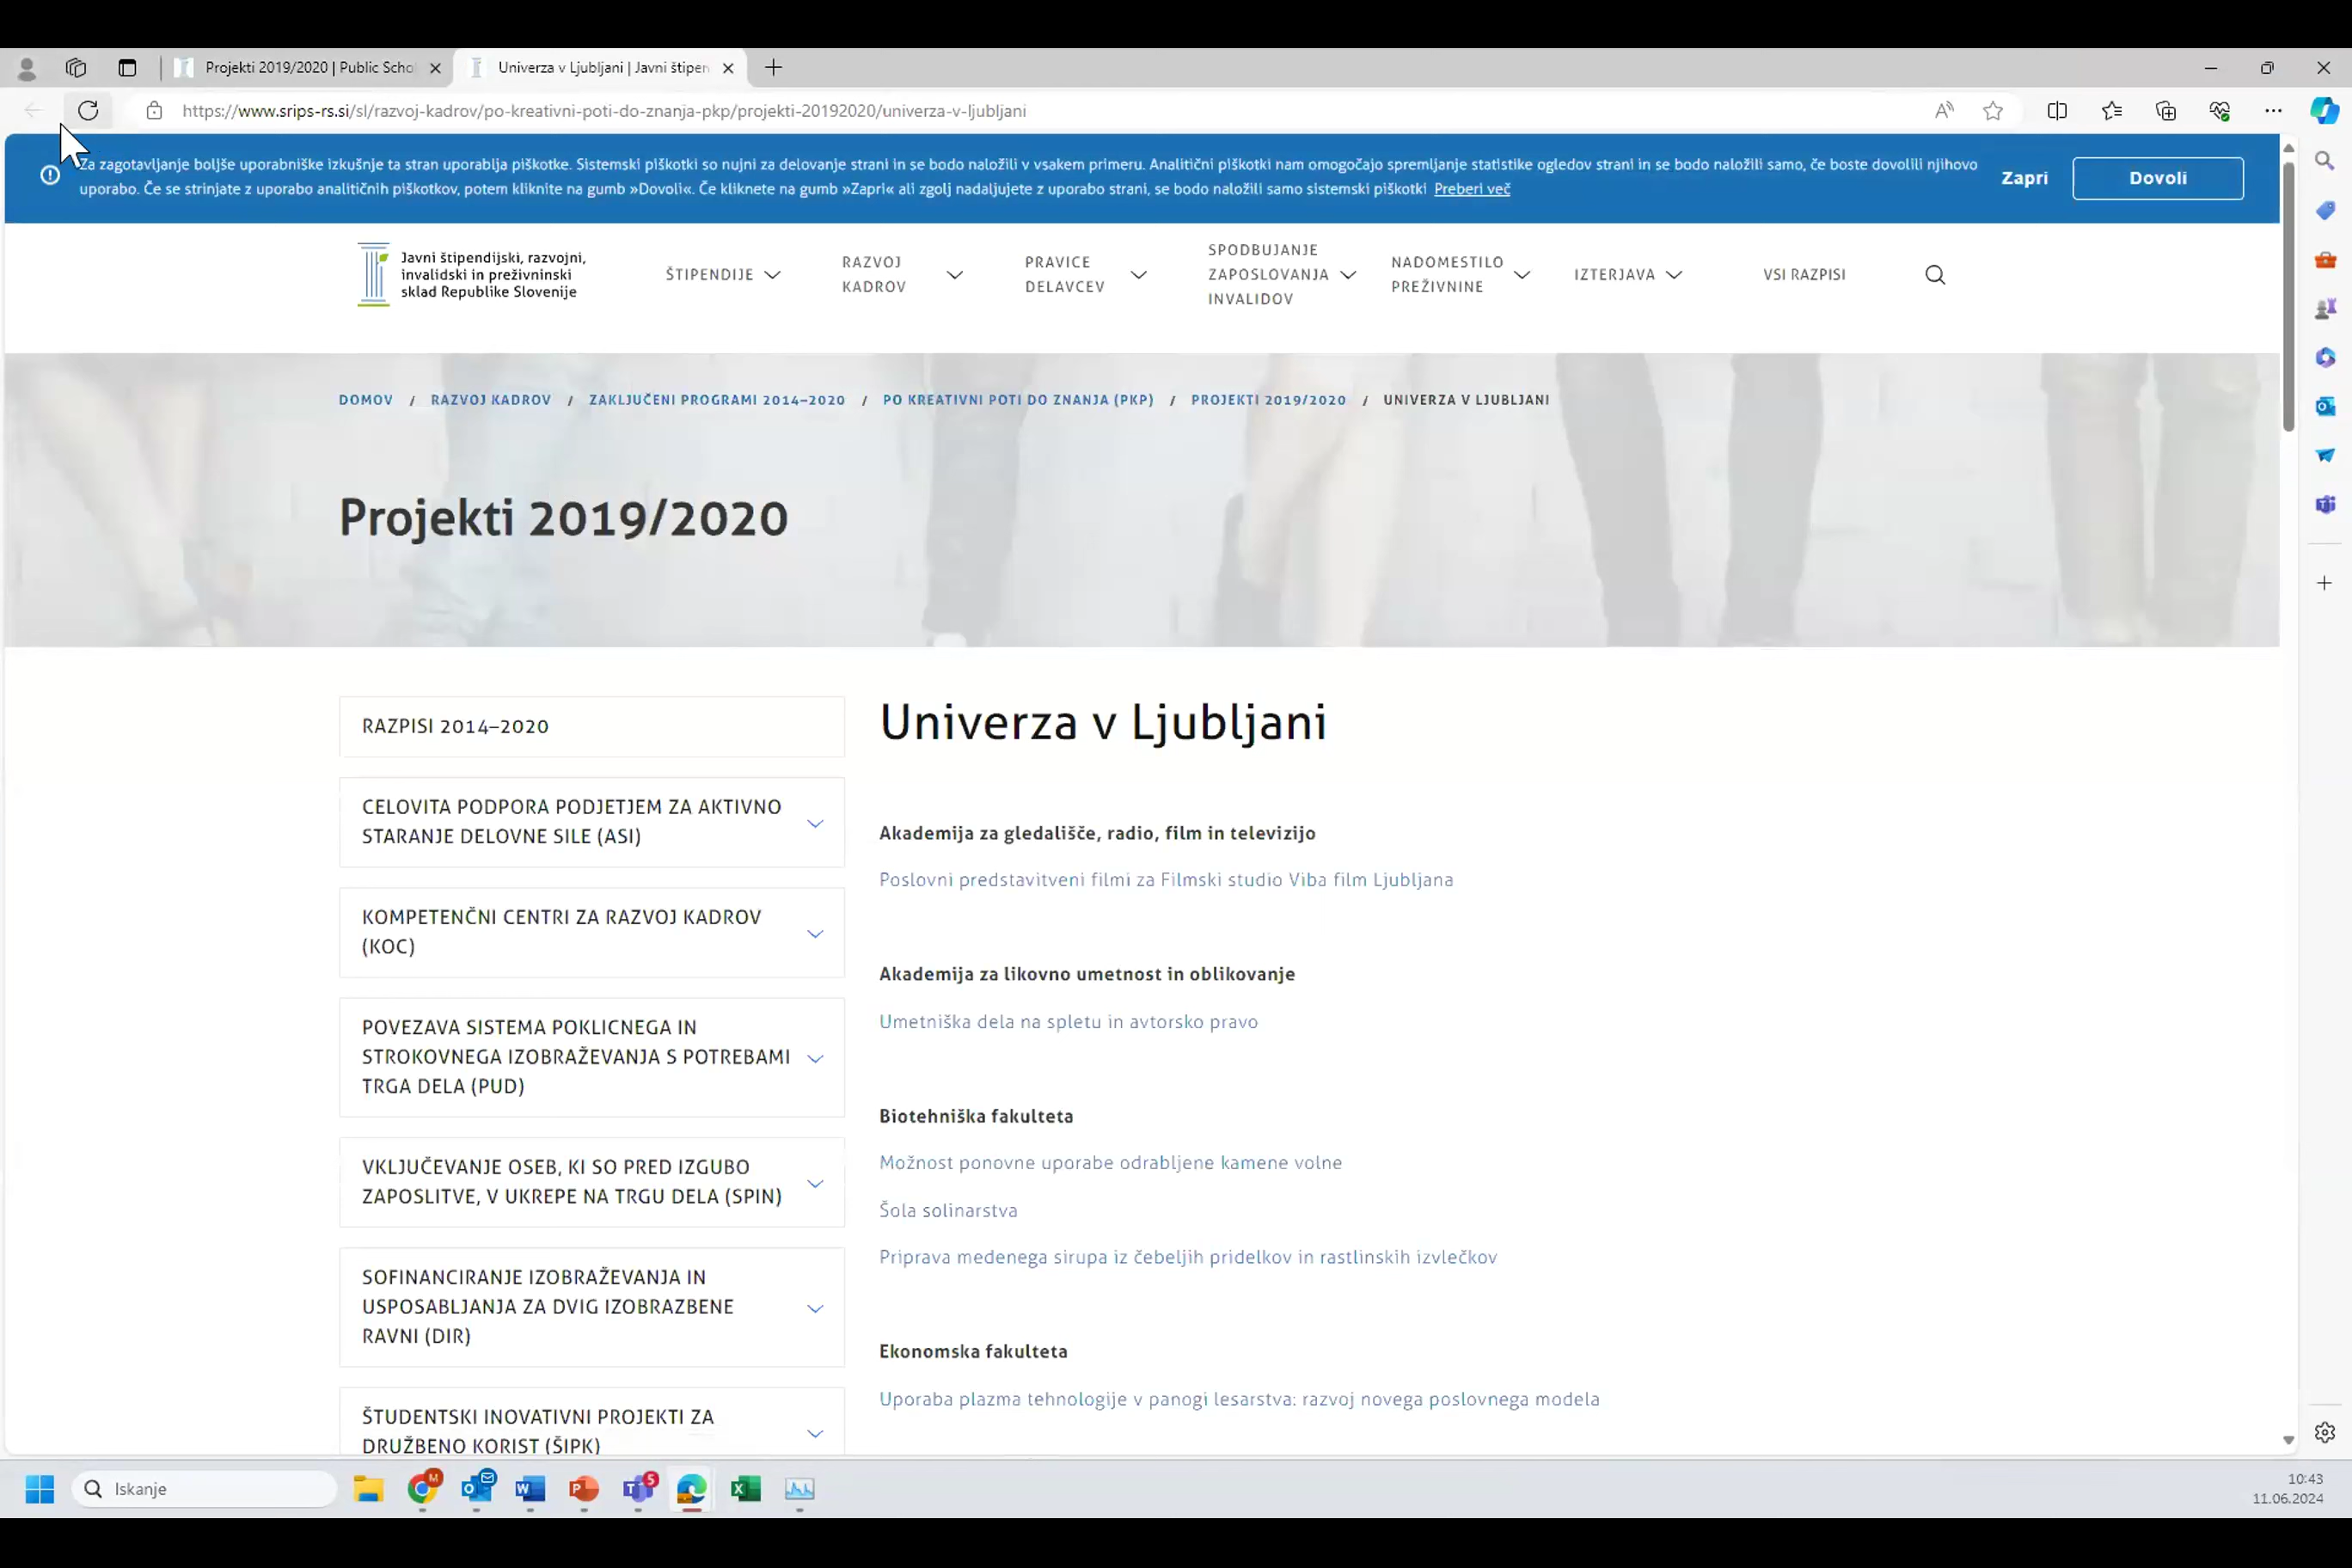 Projekti 2019/2020 | Public Scho
Univerza v Ljubljani | Javni štipen
https://www.srips-rs.si/sl/razvoj-kadrov/po-kreativni-poti-do-znanja-pkp/projekti-20192020/univerza-v-ljubljani
Za zagotavljanje boljše uporabniške izkušnje ta stran uporablja piškotke. Sistemski piškotki so nujni za delovanje strani in se bodo naložili v vsakem primeru. Analitični piškotki nam omogočajo spremljanje statistike ogledov strani in se bodo naložili samo, če boste dovolili njihovo
uporabo. Če se strinjate z uporabo analitičnih piškotkov, potem kliknite na gumb »Dovoli«. Če kliknete na gumb »Zapri« ali zgolj nadaljujete z uporabo strani, se bodo naložili samo sistemski piškotki Preberi več
Zapri
Dovoli
Javni štipendijski, razvojni,
invalidski in preživninski
sklad Republike Slovenije
ŠTIPENDIJE
RAZVOJ
KADROV
PRAVICE
DELAVCEV
SPODBUJANJE
ZAPOSLOVANJA
INVALIDOV
NADOMESTILO
PREŽIVNINE
IZTERJAVA
VSI RAZPISI
DOMOV / RAZVOJ KADROV / ZAKLJUČENI PROGRAMI 2014–2020 / PO KREATIVNI POTI DO ZNANJA (PKP) / PROJEKTI 2019/2020 / UNIVERZA V LJUBLJANI
Projekti 2019/2020
RAZPISI 2014–2020
CELOVITA PODPORA PODJETJEM ZA AKTIVNO
STARANJE DELOVNE SILE (ASI)
KOMPETENČNI CENTRI ZA RAZVOJ KADROV
(KOC)
POVEZAVA SISTEMA POKLICNEGA IN
STROKOVNEGA IZOBRAŽEVANJA S POTREBAMI
TRGA DELA (PUD)
VKLJUČEVANJE OSEB, KI SO PRED IZGUBO
ZAPOSLITVE, V UKREPE NA TRGU DELA (SPIN)
SOFINANCIRANJE IZOBRAŽEVANJA IN
USPOSABLJANJA ZA DVIG IZOBRAZBENE
RAVNI (DIR)
ŠTUDENTSKI INOVATIVNI PROJEKTI ZA
DRUŽBENO KORIST (ŠIPK)
Univerza v Ljubljani
Akademija za gledališče, radio, film in televizijo
Poslovni predstavitveni filmi za Filmski studio Viba film Ljubljana
Akademija za likovno umetnost in oblikovanje
Umetniška dela na spletu in avtorsko pravo
Biotehniška fakulteta
Možnost ponovne uporabe odrabljene kamene volne
Šola solinarstva
Priprava medenega sirupa iz čebeljih pridelkov in rastlinskih izvlečkov
Ekonomska fakulteta
Uporaba plazma tehnologije v panogi lesarstva: razvoj novega poslovnega modela
Iskanje
M
5
10:43
11.06.2024